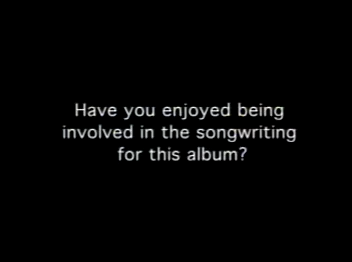 Have you enjoyed being
involved in the songwriting
for this album?